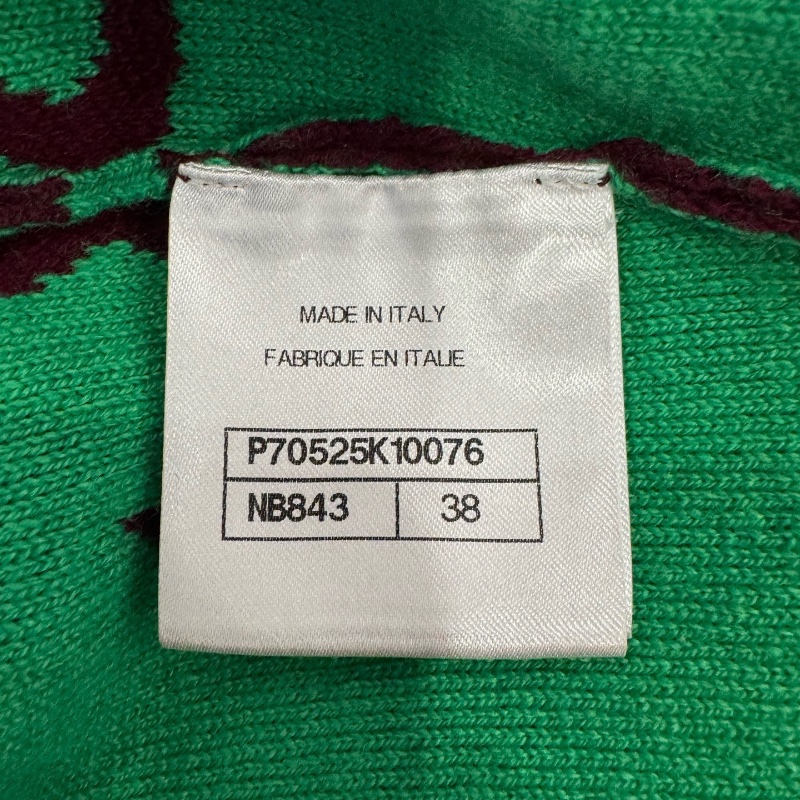 MADE IN ITALY
FABRIQUE EN ITALIE
P70525K10076
NB843 38